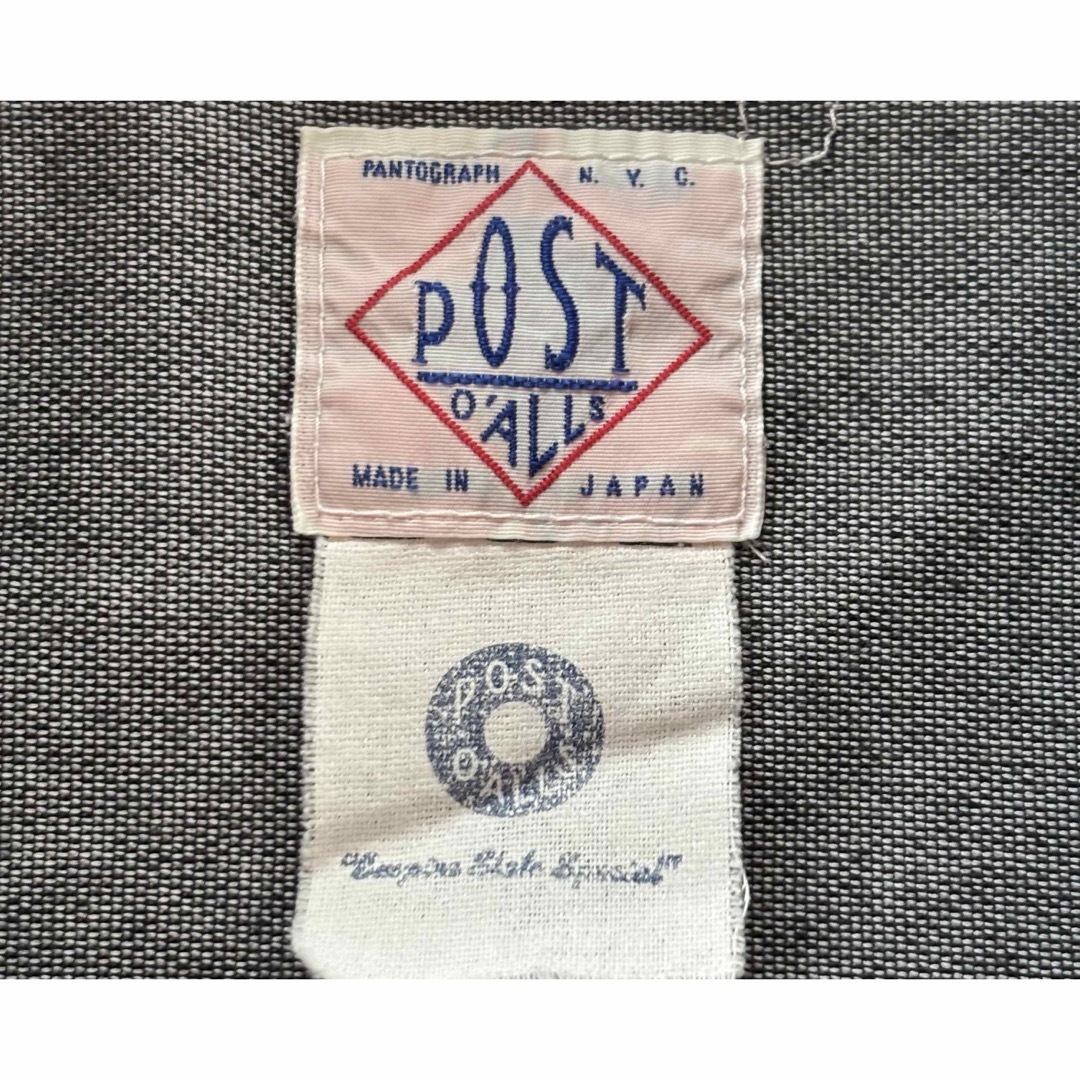 PANTOGRAPH N. Y. C.
POST
O'ALLS
MADE IN JAPAN
POST
O'ALLS
"Empire State Special"